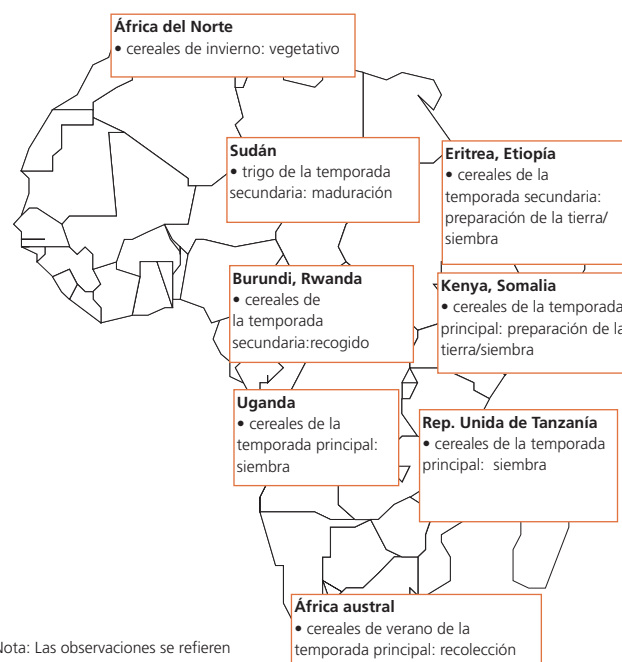 África del Norte
• cereales de invierno: vegetativo
Sudán
• trigo de la temporada
secundaria: maduración
Eritrea, Etiopía
• cereales de la
temporada secundaria:
preparación de la tierra/
siembra
Burundi, Rwanda
• cereales de
la temporada
secundaria:recogido
Kenya, Somalia
• cereales de la temporada
principal: preparación de la
tierra/siembra
Uganda
• cereales de la
temporada principal:
siembra
Rep. Unida de Tanzanía
• cereales de la temporada
principal: siembra
África austral
• cereales de verano de la
temporada principal: recolección
Nota: Las observaciones se refieren